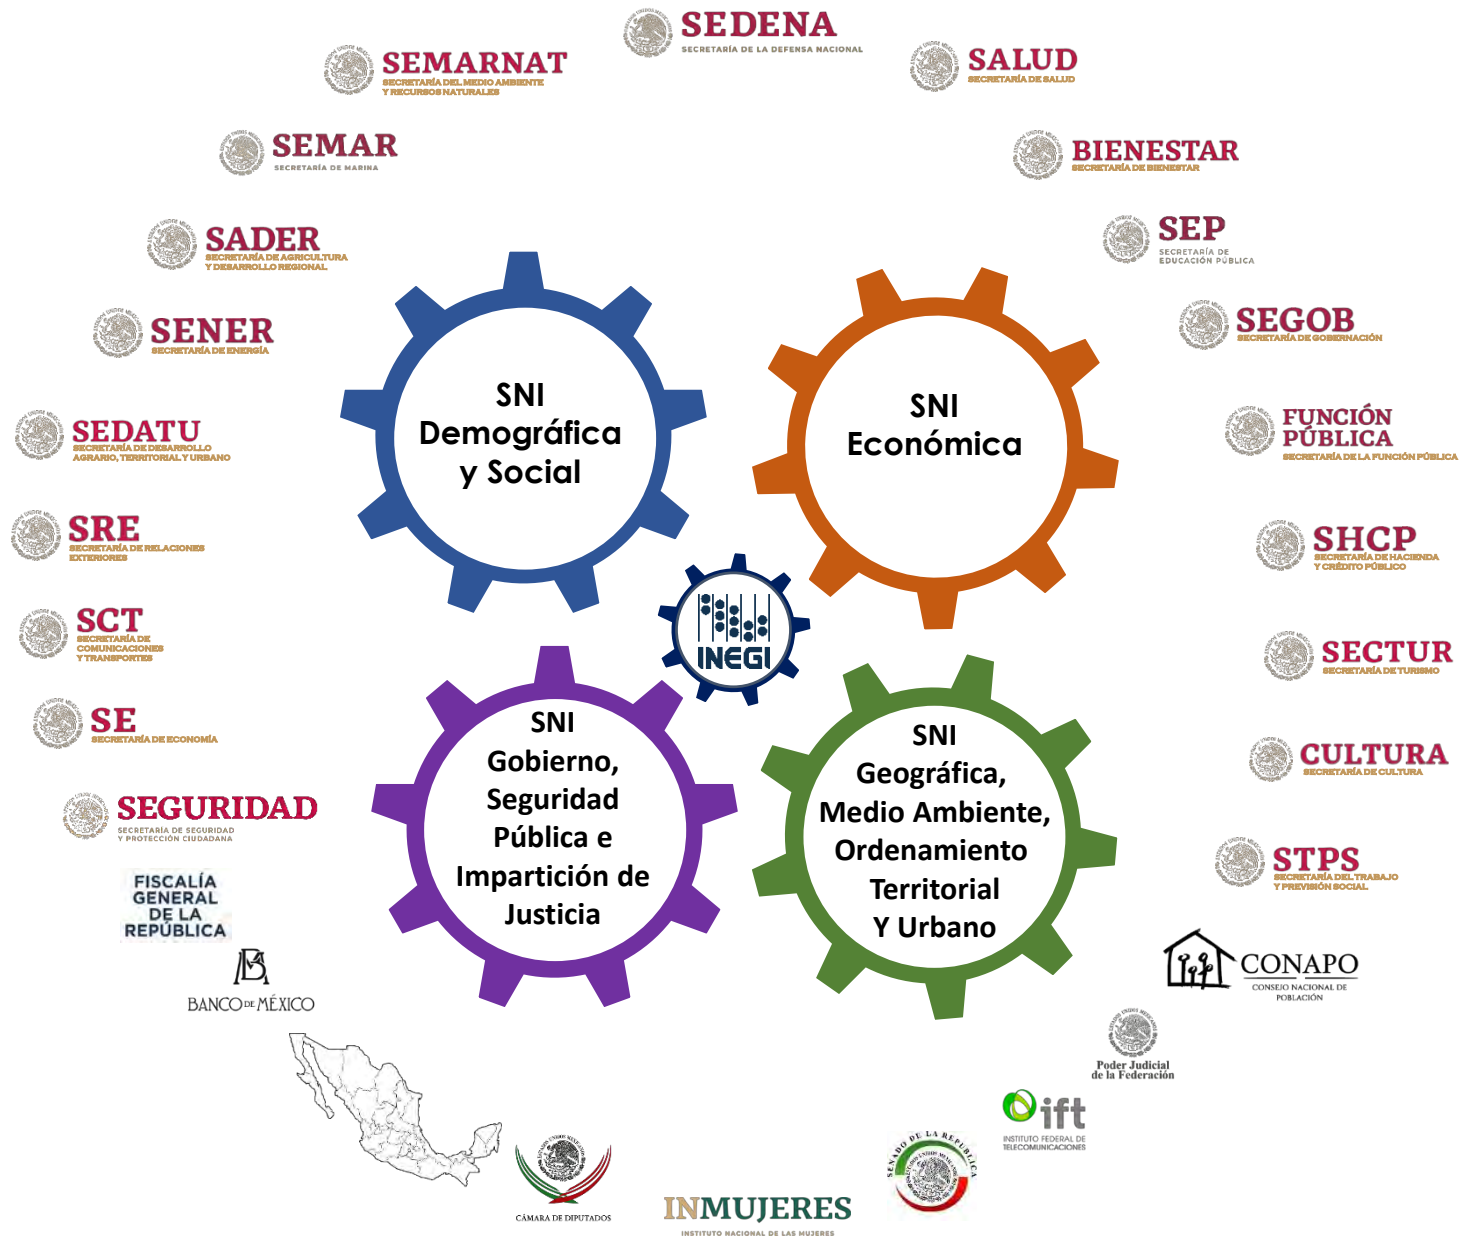 SEDENA
SECRETARÍA DE LA DEFENSA NACIONAL
SEMARNAT
SECRETARÍA DEL MEDIO AMBIENTE
Y RECURSOS NATURALES
SALUD
SECRETARÍA DE SALUD
SEMAR
SECRETARÍA DE MARINA
BIENESTAR
SECRETARÍA DE BIENESTAR
SADER
SECRETARÍA DE AGRICULTURA
Y DESARROLLO REGIONAL
SEP
SECRETARÍA DE
EDUCACIÓN PÚBLICA
SENER
SECRETARÍA DE ENERGÍA
SEGOB
SECRETARÍA DE GOBERNACIÓN
SEDATU
SECRETARÍA DE DESARROLLO
AGRARIO, TERRITORIAL Y URBANO
SNI
Demográfica
y Social
SNI
Económica
FUNCIÓN
PÚBLICA
SECRETARÍA DE LA FUNCIÓN PÚBLICA
SRE
SECRETARÍA DE RELACIONES
EXTERIORES
SHCP
SECRETARÍA DE HACIENDA
Y CRÉDITO PÚBLICO
SCT
SECRETARÍA DE
COMUNICACIONES
Y TRANSPORTES
INEGI
SECTUR
SECRETARÍA DE TURISMO
SE
SECRETARÍA DE ECONOMÍA
SNI
Gobierno,
Seguridad
Pública e
Impartición de
Justicia
SNI
Geográfica,
Medio Ambiente,
Ordenamiento
Territorial
Y Urbano
CULTURA
SECRETARÍA DE CULTURA
SEGURIDAD
SECRETARÍA DE SEGURIDAD
Y PROTECCIÓN CIUDADANA
STPS
SECRETARÍA DEL TRABAJO
Y PREVISIÓN SOCIAL
FISCALÍA
GENERAL
DE LA
REPÚBLICA
BANCO DE MÉXICO
CONAPO
CONSEJO NACIONAL DE
POBLACIÓN
Poder Judicial
de la Federación
ift
INSTITUTO FEDERAL DE
TELECOMUNICACIONES
SENADO DE LA REPÚBLICA
CÁMARA DE DIPUTADOS
INMUJERES
INSTITUTO NACIONAL DE LAS MUJERES